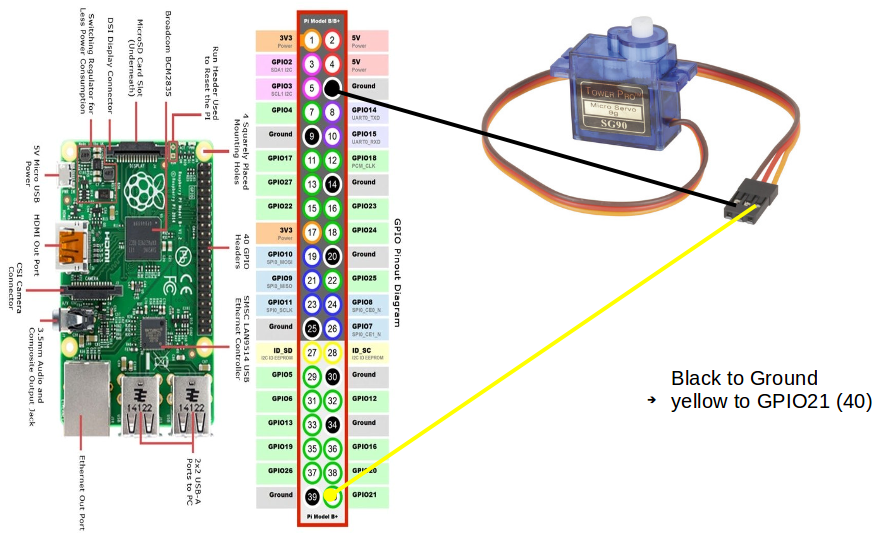 Switching Regulator for
Less Power Consumption
DSI Display Connector
MicroSD Card Slot
(Underneath)
Broadcom BCM2835
Run Header Used
to Reset the PI
4 Squarely Placed
Mounting Holes
5V Micro USB
Power
HDMI Out Port
CSI Camera
Connector
3.5mm Audio and
Composite Output Jack
Ethernet Out Port
2x2 USB-A
Ports to PC
SMSC LAN9514 USB
Ethernet Controller
40 GPIO
Headers
DISPLAY
HDMI
CAMERA
14122
14122
Pi Model B/B+
3V3
Power
1
2
5V
Power
GPIO2
SDA1 I2C
3
4
5V
Power
GPIO3
SCL1 I2C
5
Ground
GPIO4
7
8
GPIO14
UART0_TXD
Ground
9
10
GPIO15
UART0_RXD
GPIO17
11
12
GPIO18
PCM_CLK
GPIO27
13
14
Ground
GPIO22
15
16
GPIO23
3V3
Power
17
18
GPIO24
GPIO10
SPI0_MOSI
19
20
Ground
GPIO9
SPI0_MISO
21
22
GPIO25
GPIO11
SPI0_SCLK
23
24
GPIO8
SPI0_CE0_N
Ground
25
26
GPIO7
SPI0_CE1_N
ID_SD
I2C ID EEPROM
27
28
ID_SC
I2C ID EEPROM
GPIO5
29
30
Ground
GPIO6
31
32
GPIO12
GPIO13
33
34
Ground
GPIO19
35
36
GPIO16
GPIO26
37
38
GPIO20
Ground
39
GPIO21
Pi Model B+
GPIO Pinout Diagram
Tower Pro
Micro Servo
9g
SG90
Black to Ground
➔ yellow to GPIO21 (40)